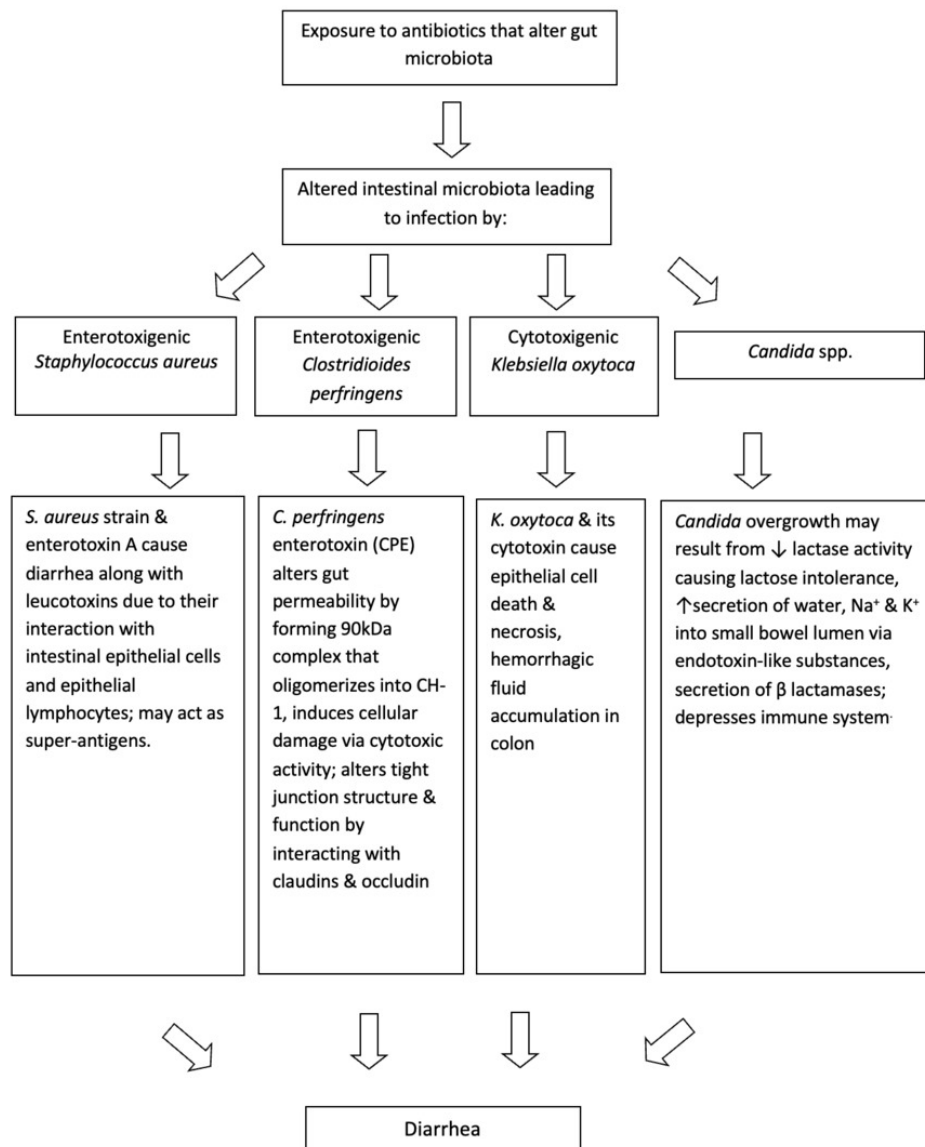 Exposure to antibiotics that alter gut
microbiota
Altered intestinal microbiota leading
to infection by:
Enterotoxigenic
Staphylococcus aureus
Enterotoxigenic
Clostridioides
perfringens
Cytotoxigenic
Klebsiella oxytoca
Candida spp.
S. aureus strain &
enterotoxin A cause
diarrhea along with
leucotoxins due to their
interaction with
intestinal epithelial cells
and epithelial
lymphocytes; may act as
super-antigens.
C. perfringens
enterotoxin (CPE)
alters gut
permeability by
forming 90kDa
complex that
oligomerizes into CH-
1, induces cellular
damage via cytotoxic
activity; alters tight
junction structure &
function by
interacting with
claudins & occludin
K. oxytoca & its
cytotoxin cause
epithelial cell
death &
necrosis,
hemorrhagic
fluid
accumulation in
colon
Candida overgrowth may
result from ↓ lactase activity
causing lactose intolerance,
↑secretion of water, Na⁺ & K⁺
into small bowel lumen via
endotoxin-like substances,
secretion of β lactamases;
depresses immune system.
Diarrhea